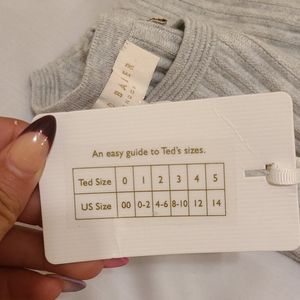 BAKER
An easy guide to Ted's sizes.
Ted Size 0 1 2 3 4 5
US Size 00 0-2 4-6 8-10 12 14